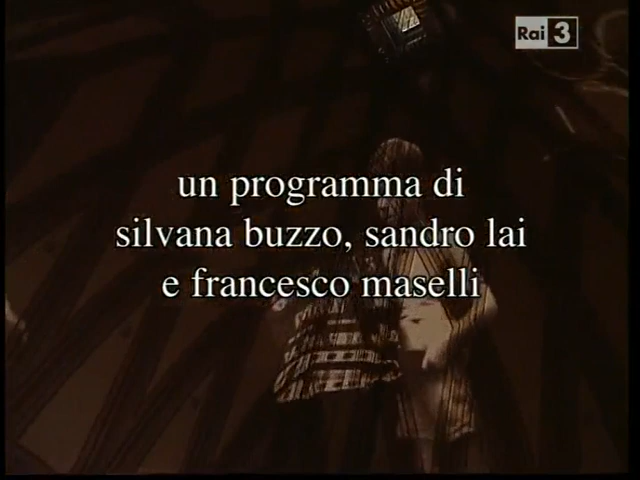 Rai 3
un programma di
silvana buzzo, sandro lai
e francesco maselli